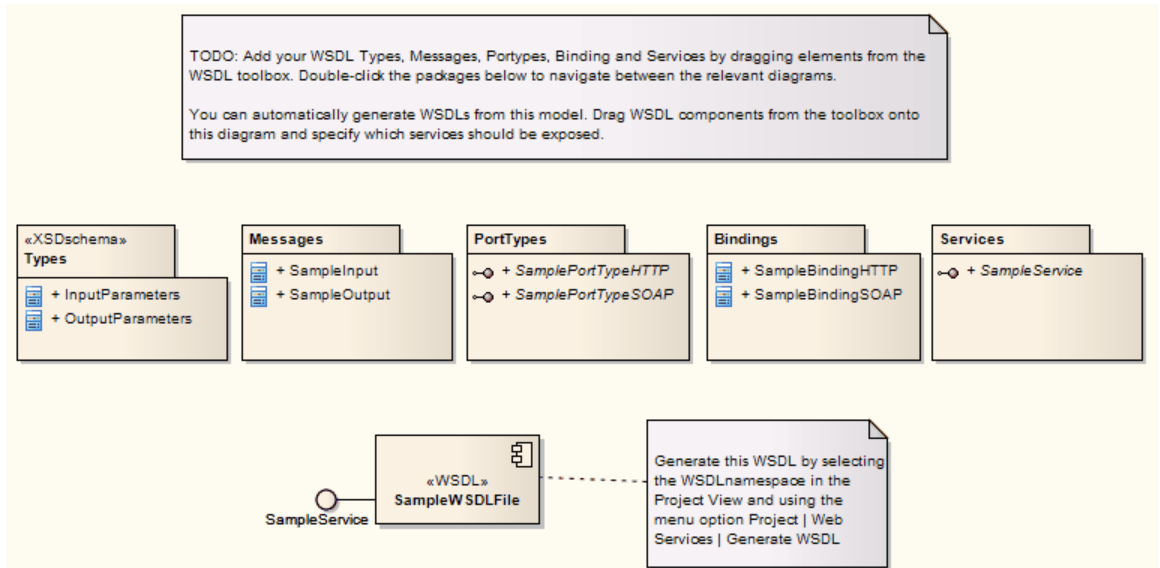 TODO: Add your WSDL Types, Messages, Portypes, Binding and Services by dragging elements from the
WSDL toolbox. Double-click the packages below to navigate between the relevant diagrams.
You can automatically generate WSDLs from this model. Drag WSDL components from the toolbox onto
this diagram and specify which services should be exposed.
«XSDschema»
Types
+ InputParameters
+ OutputParameters
Messages
+ SampleInput
+ SampleOutput
PortTypes
+ SamplePortTypeHTTP
+ SamplePortTypeSOAP
Bindings
+ SampleBindingHTTP
+ SampleBindingSOAP
Services
+ SampleService
SampleService
«WSDL»
SampleWSDLFile
Generate this WSDL by selecting
the WSDLnamespace in the
Project View and using the
menu option Project | Web
Services | Generate WSDL